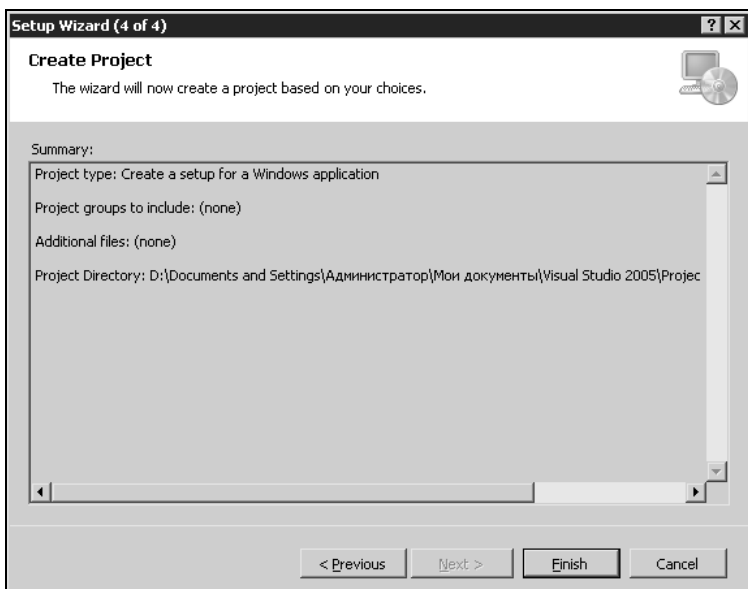 Setup Wizard (4 of 4)
Create Project
The wizard will now create a project based on your choices.
Summary:
Project type: Create a setup for a Windows application
Project groups to include: (none)
Additional files: (none)
Project Directory: D:\Documents and Settings\Администратор\Мои документы\Visual Studio 2005\Projec
< Previous Next > Finish Cancel